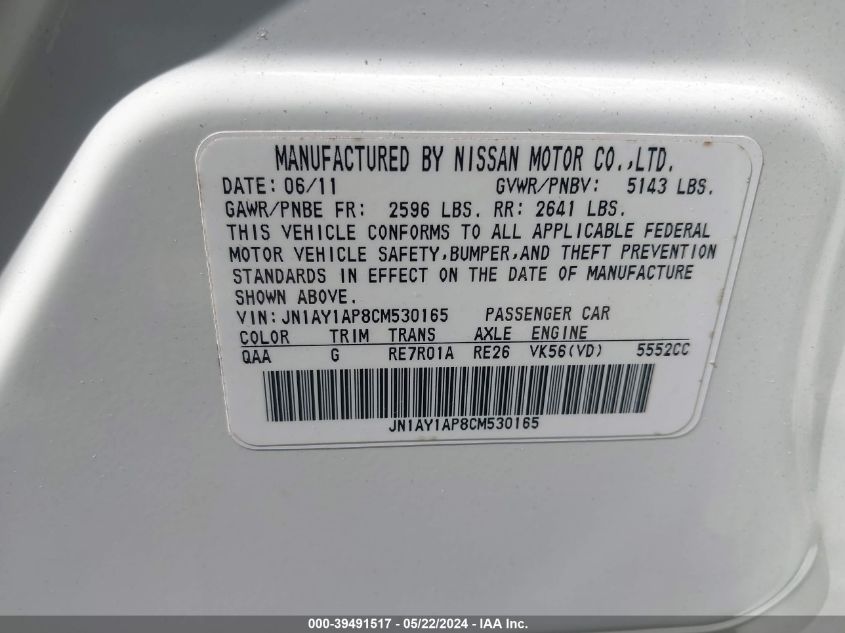 MANUFACTURED BY NISSAN MOTOR CO.,LTD.
DATE: 06/11 GVWR/PNBV: 5143 LBS.
GAWR/PNBE FR: 2596 LBS. RR: 2641 LBS.
THIS VEHICLE CONFORMS TO ALL APPLICABLE FEDERAL
MOTOR VEHICLE SAFETY,BUMPER,AND THEFT PREVENTION
STANDARDS IN EFFECT ON THE DATE OF MANUFACTURE
SHOWN ABOVE.
VIN:JN1AY1AP8CM530165 PASSENGER CAR
COLOR TRIM TRANS AXLE ENGINE
QAA G RE7R01A RE26 VK56(VD) 5552CC
JN1AY1AP8CM530165
000-39491517 - 05/22/2024 - IAA Inc.